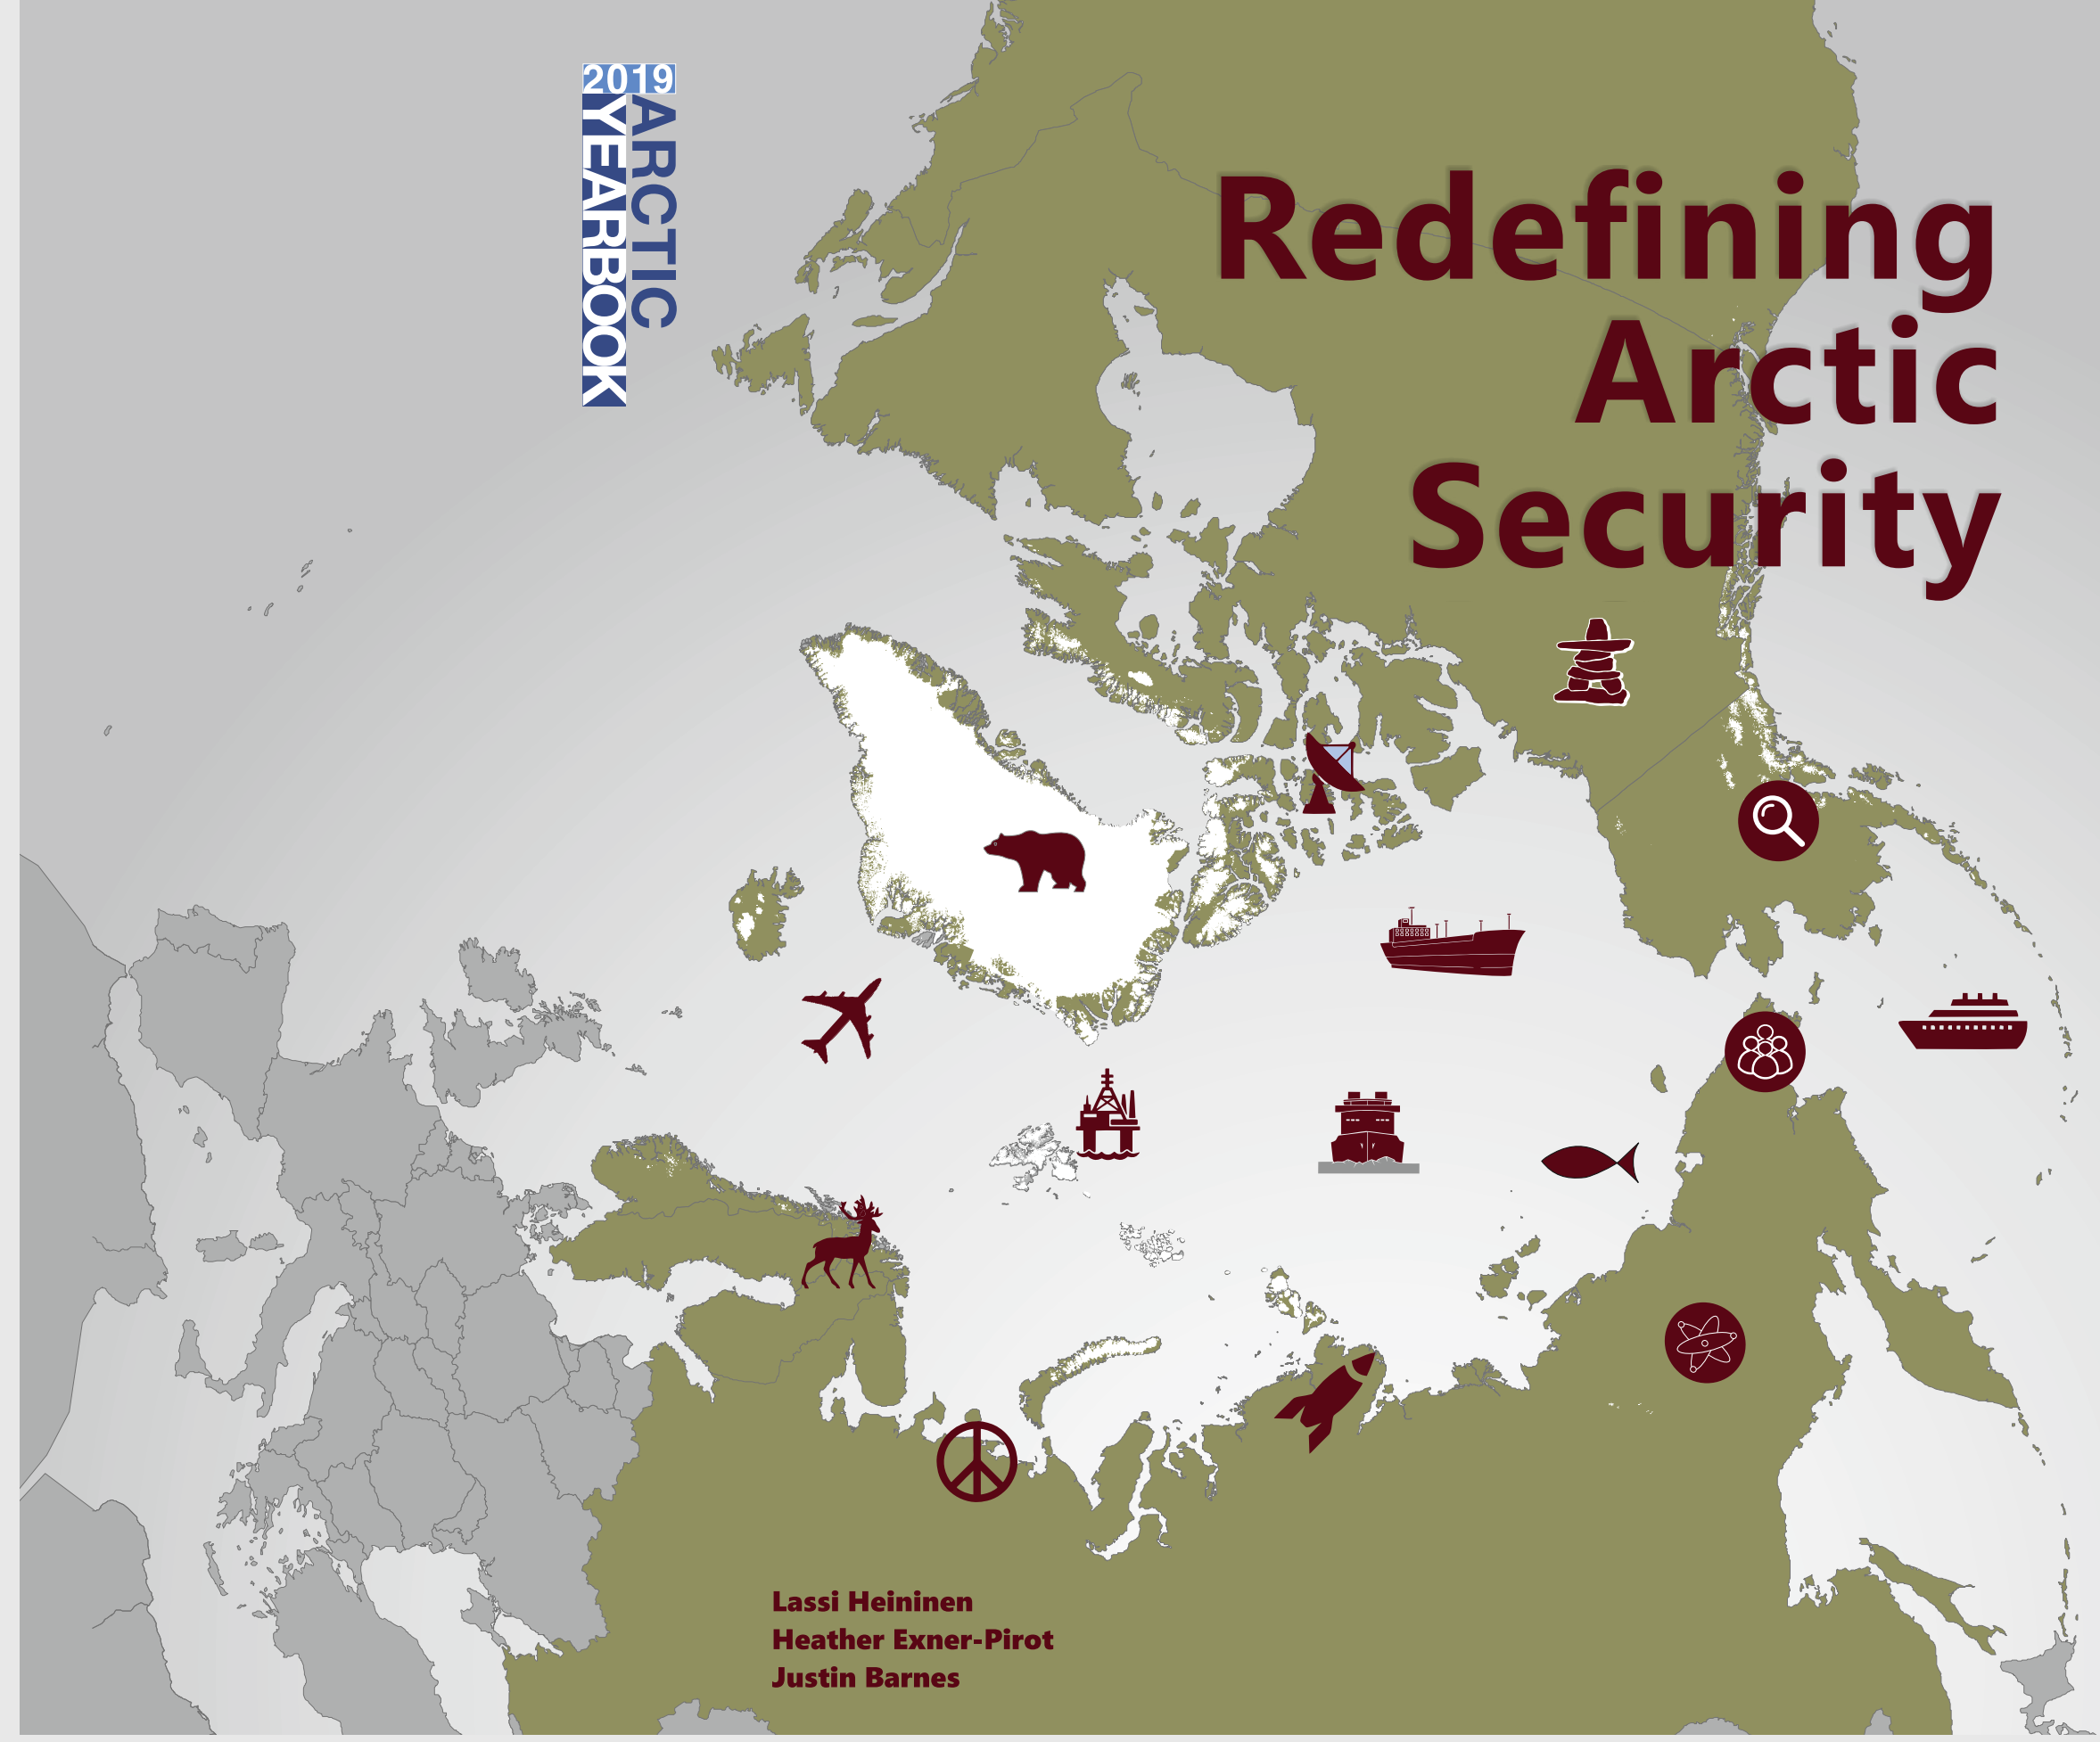 2019
ARCTIC
YEARBOOK
Redefining
Arctic
Security
Lassi Heininen
Heather Exner-Pirot
Justin Barnes